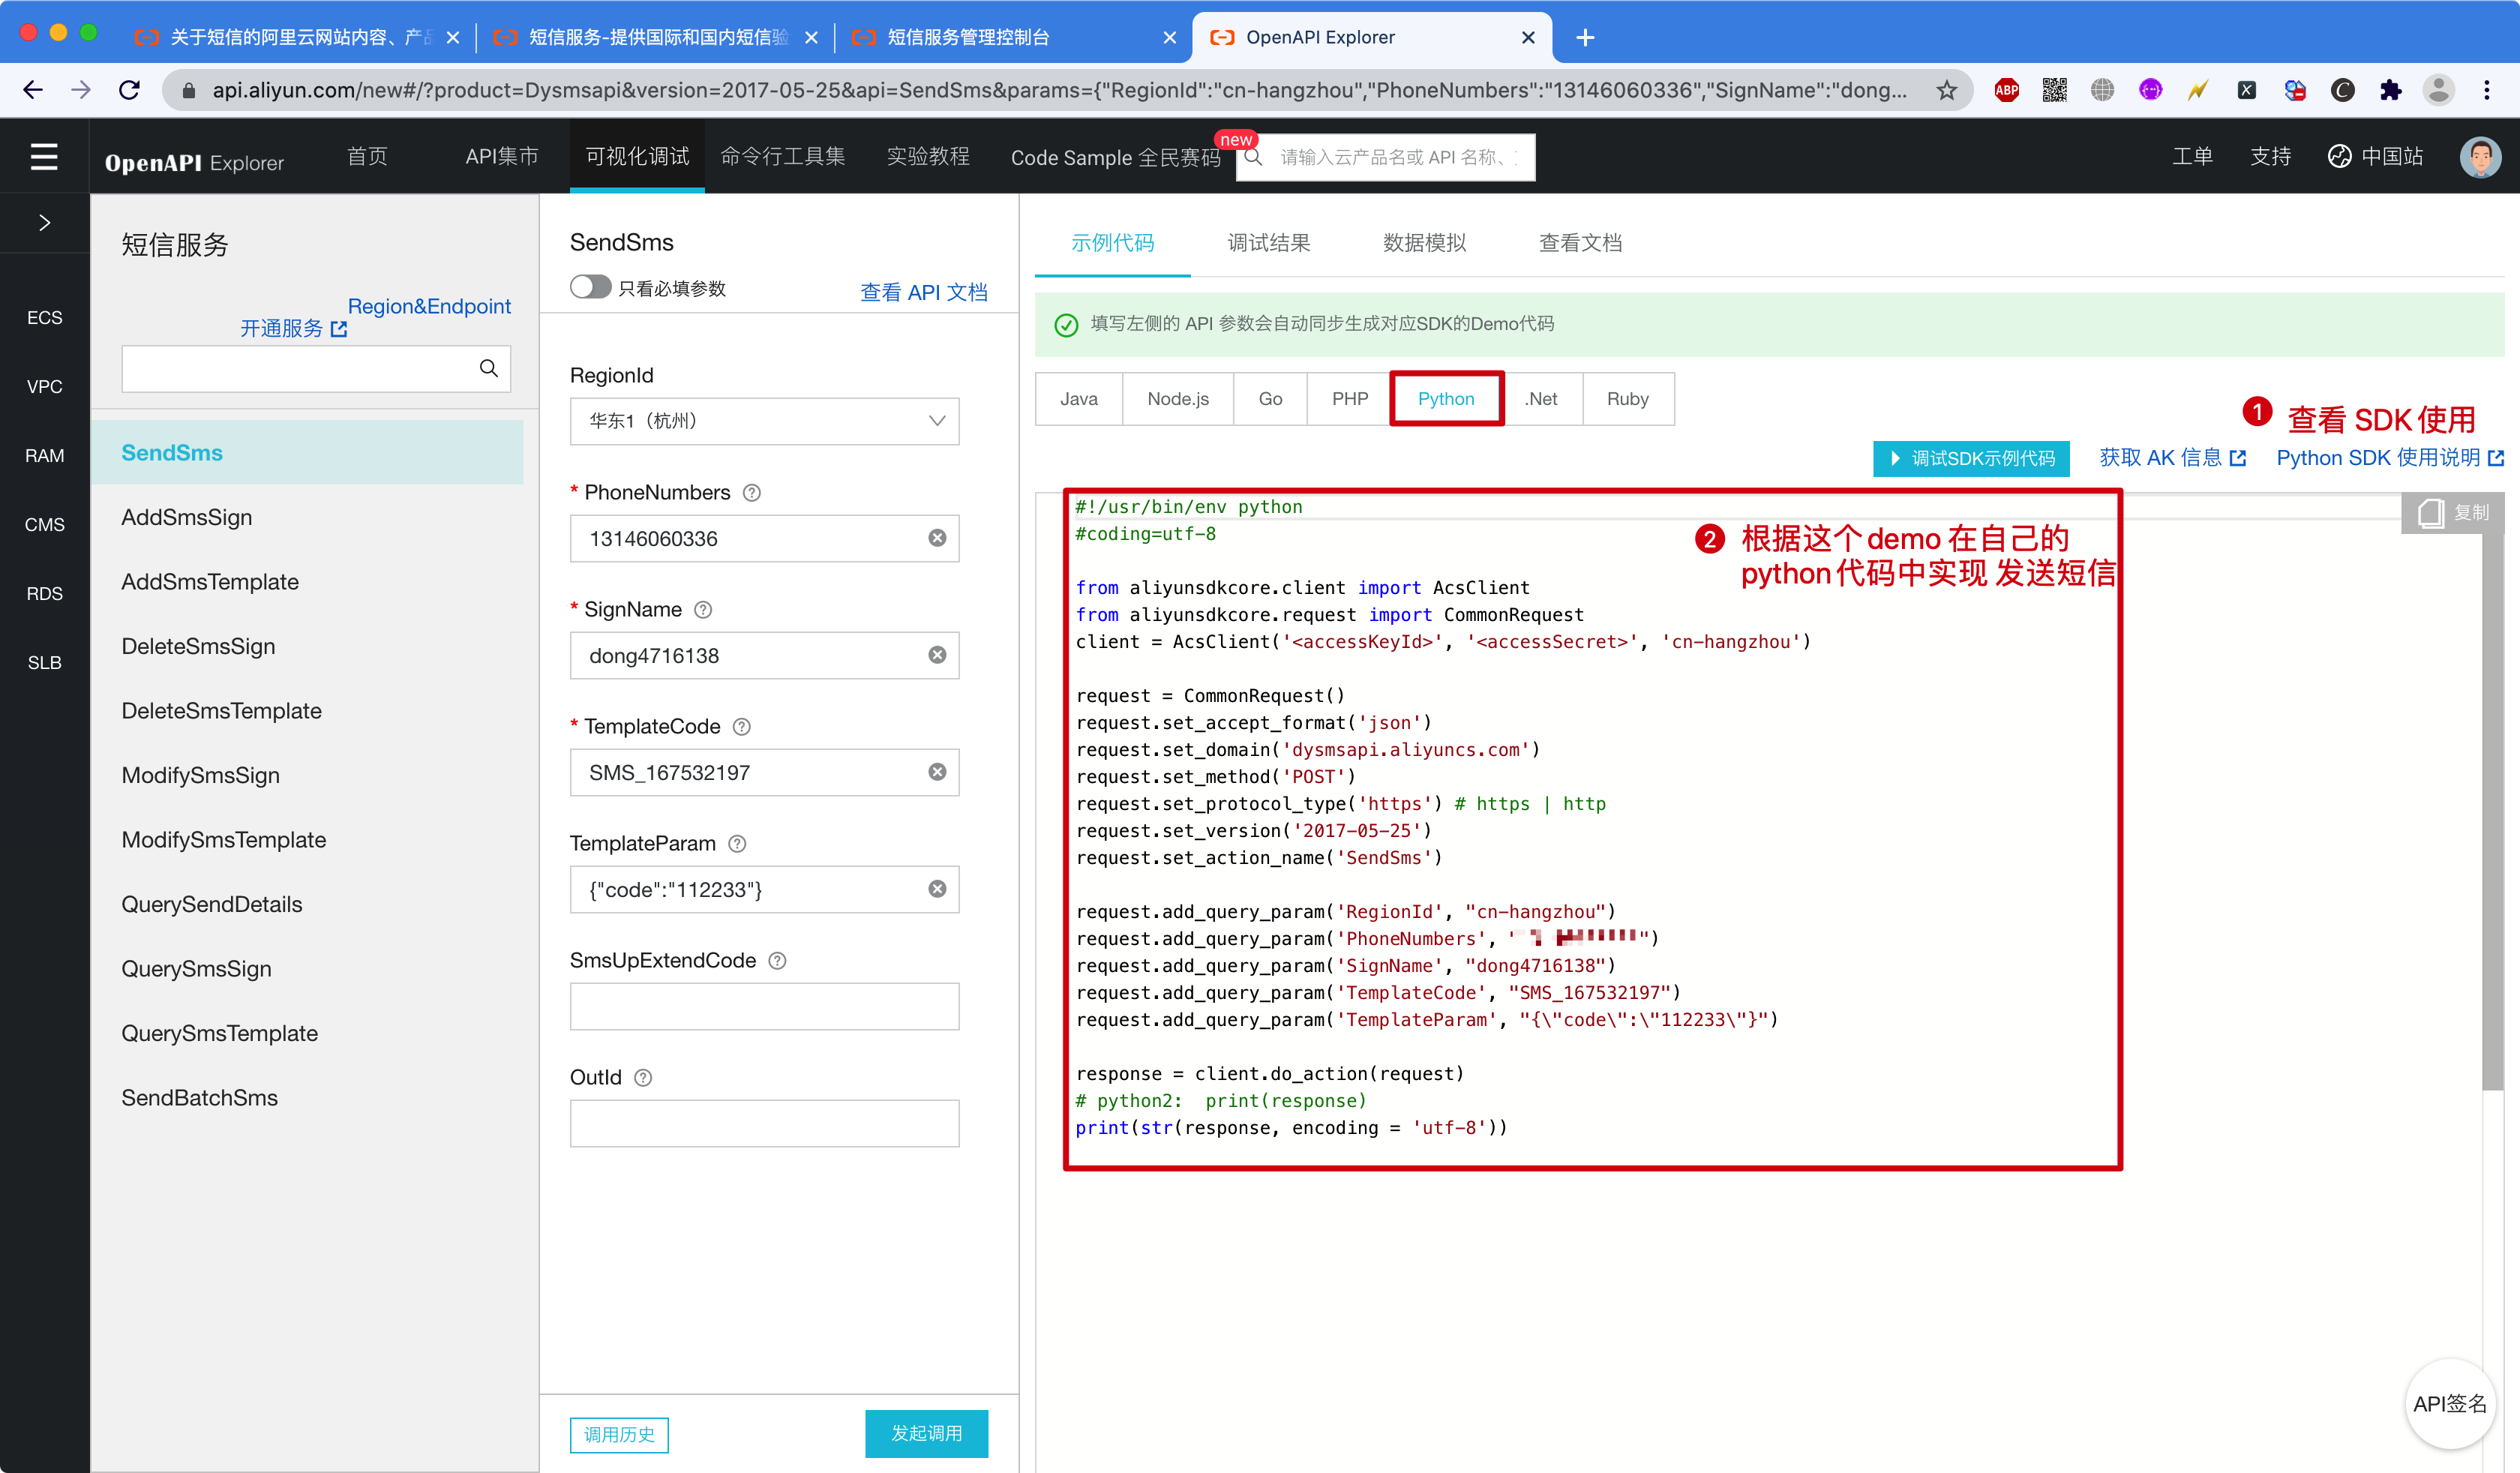 关于短信的阿里云网站内容、产品
短信服务-提供国际和国内短信验
短信服务管理控制台
OpenAPI Explorer
api.aliyun.com/new#/?product=Dysmsapi&version=2017-05-25&api=SendSms&params={"RegionId":"cn-hangzhou","PhoneNumbers":"13146060336","SignName":"dong...
ABP
OpenAPI Explorer
首页
API集市
可视化调试
命令行工具集
实验教程
Code Sample 全民赛码
new
请输入云产品名或 API 名称、
工单
支持
中国站
ECS
VPC
RAM
CMS
RDS
SLB
短信服务
Region&Endpoint
开通服务
SendSms
AddSmsSign
AddSmsTemplate
DeleteSmsSign
DeleteSmsTemplate
ModifySmsSign
ModifySmsTemplate
QuerySendDetails
QuerySmsSign
QuerySmsTemplate
SendBatchSms
SendSms
只看必填参数
查看 API 文档
RegionId
华东1（杭州）
* PhoneNumbers
13146060336
* SignName
dong4716138
* TemplateCode
SMS_167532197
TemplateParam
{"code":"112233"}
SmsUpExtendCode
OutId
调用历史
发起调用
示例代码
调试结果
数据模拟
查看文档
填写左侧的 API 参数会自动同步生成对应SDK的Demo代码
Java
Node.js
Go
PHP
Python
.Net
Ruby
1 查看 SDK 使用
调试SDK示例代码
获取 AK 信息
Python SDK 使用说明
复制
2 根据这个 demo 在自己的
python 代码中实现 发送短信
#!/usr/bin/env python
#coding=utf-8
from aliyunsdkcore.client import AcsClient
from aliyunsdkcore.request import CommonRequest
client = AcsClient('<accessKeyId>', '<accessSecret>', 'cn-hangzhou')
request = CommonRequest()
request.set_accept_format('json')
request.set_domain('dysmsapi.aliyuncs.com')
request.set_method('POST')
request.set_protocol_type('https') # https | http
request.set_version('2017-05-25')
request.set_action_name('SendSms')
request.add_query_param('RegionId', "cn-hangzhou")
request.add_query_param('PhoneNumbers', "")
request.add_query_param('SignName', "dong4716138")
request.add_query_param('TemplateCode', "SMS_167532197")
request.add_query_param('TemplateParam', "{\"code\":\"112233\"}")
response = client.do_action(request)
# python2:  print(response)
print(str(response, encoding = 'utf-8'))
API签名